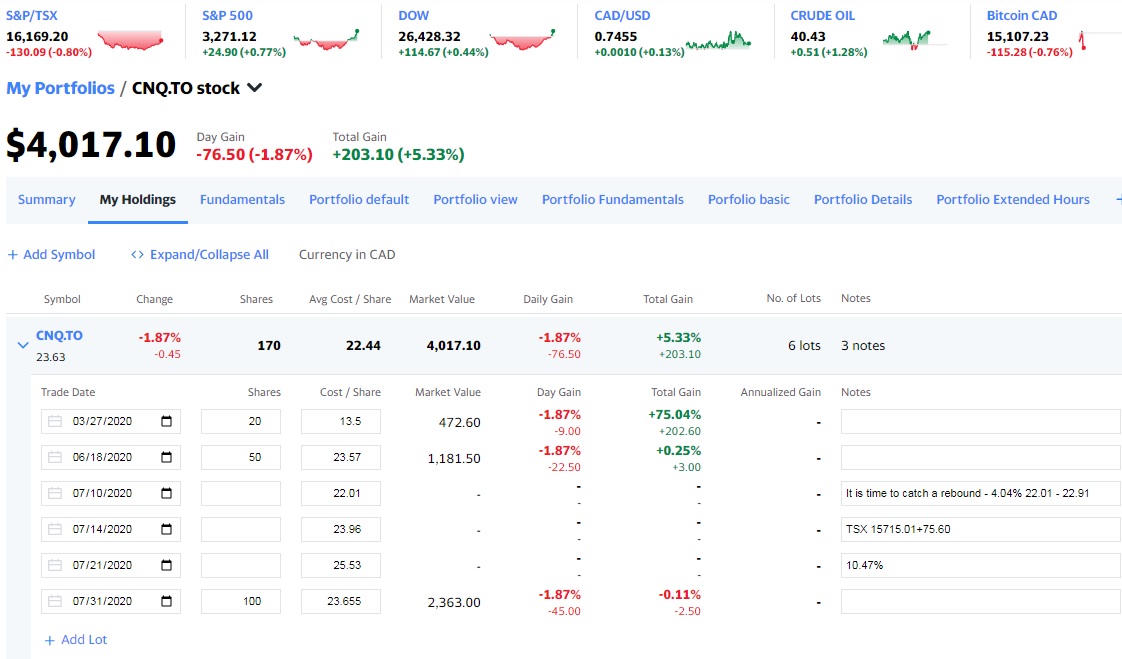 S&P/TSX S&P 500 DOW CAD/USD CRUDE OIL Bitcoin CAD
16,169.20 3,271.12 26,428.32 0.7455 40.43 15,107.23
-130.09 (-0.80%) +24.90 (+0.77%) +114.67 (+0.44%) +0.0010 (+0.13%) +0.51 (+1.28%) -115.28 (-0.76%)
My Portfolios / CNQ.TO stock
$4,017.10
Day Gain Total Gain
-76.50 (-1.87%) +203.10 (+5.33%)
Summary My Holdings Fundamentals Portfolio default Portfolio view Portfolio Fundamentals Porfolio basic Portfolio Details Portfolio Extended Hours +
+ Add Symbol <> Expand/Collapse All Currency in CAD
Symbol Change Shares Avg Cost / Share Market Value Daily Gain Total Gain No. of Lots Notes
CNQ.TO -1.87% 170 22.44 4,017.10 -1.87% +5.33% 6 lots 3 notes
23.63 -0.45 -76.50 +203.10
Trade Date Shares Cost / Share Market Value Day Gain Total Gain Annualized Gain Notes
03/27/2020 20 13.5 472.60 -1.87% +75.04% -
-9.00 +202.60
06/18/2020 50 23.57 1,181.50 -1.87% +0.25% -
-22.50 +3.00
07/10/2020 22.01 - - - - It is time to catch a rebound - 4.04% 22.01 - 22.91
- -
07/14/2020 23.96 - - - - TSX 15715.01+75.60
- -
07/21/2020 25.53 - - - - 10.47%
- -
07/31/2020 100 23.655 2,363.00 -1.87% -0.11% -
-45.00 -2.50
+ Add Lot